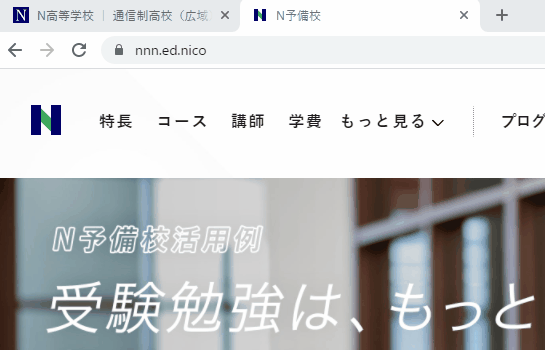 N高等学校 | 通信制高校（広域
N予備校
nnn.ed.nico
特長 コース 講師 学費 もっと見る プログ
N予備校活用例
受験勉強は、もっと